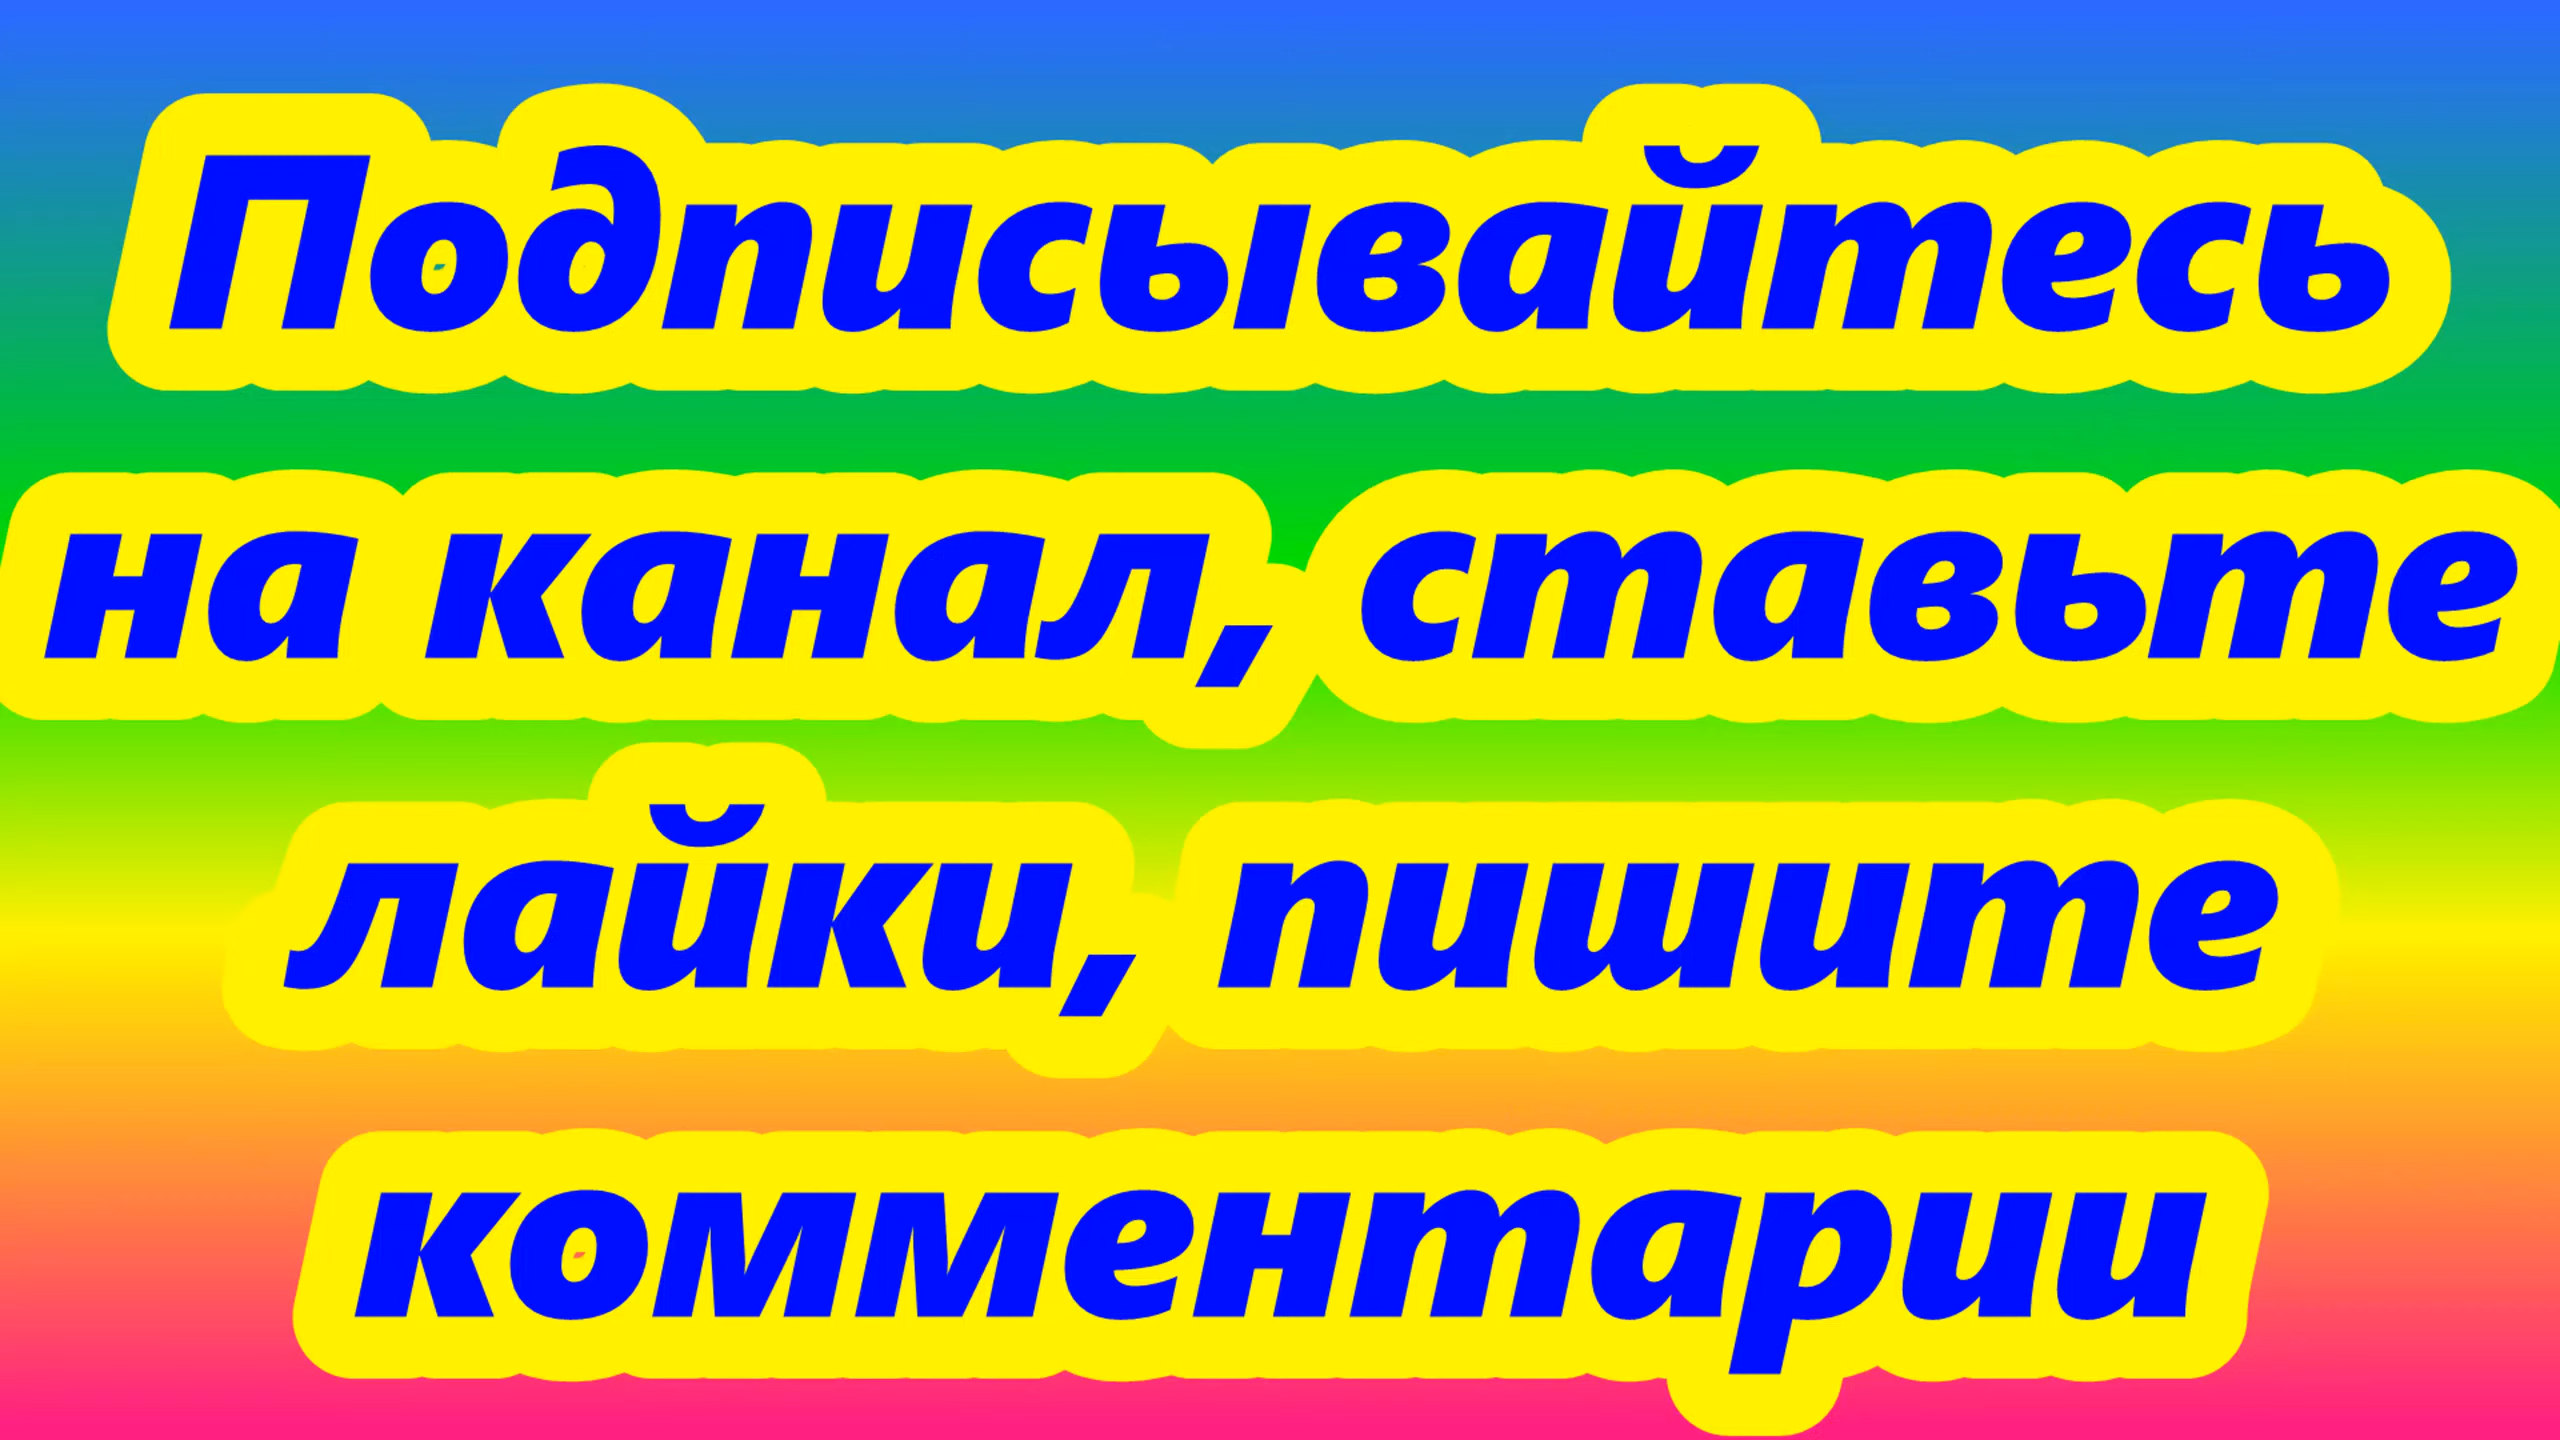 Подписывайтесь
на канал, ставьте
лайки, пишите
комментарии